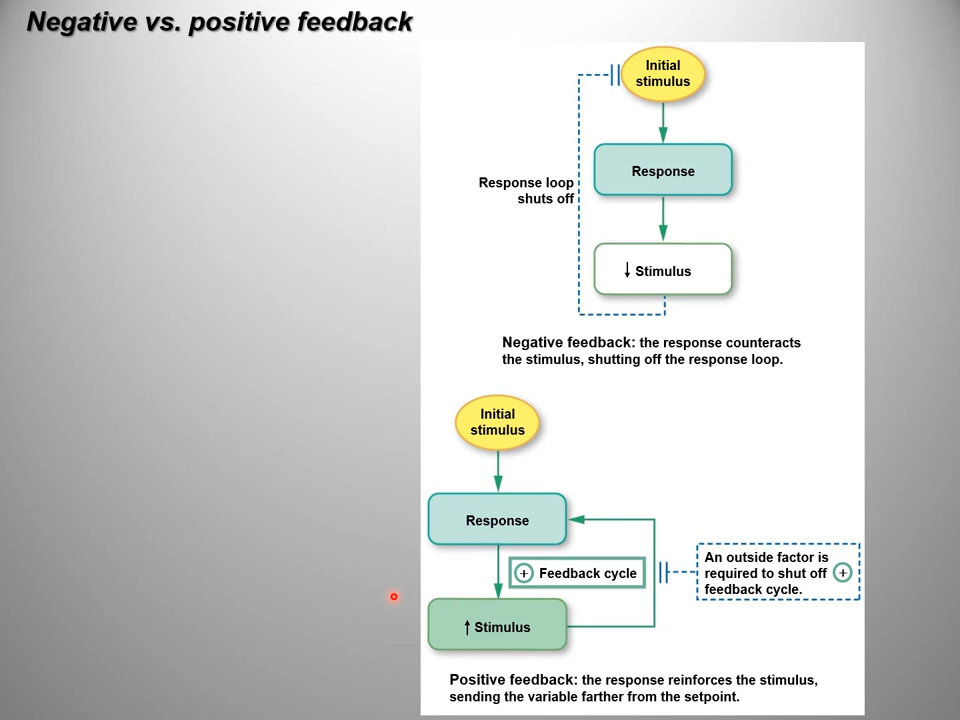 Negative vs. positive feedback
Initial
stimulus
Response
Response loop
shuts off
↓ Stimulus
Negative feedback: the response counteracts
the stimulus, shutting off the response loop.
Initial
stimulus
Response
+ Feedback cycle
An outside factor is
required to shut off +
feedback cycle.
↑ Stimulus
Positive feedback: the response reinforces the stimulus,
sending the variable farther from the setpoint.